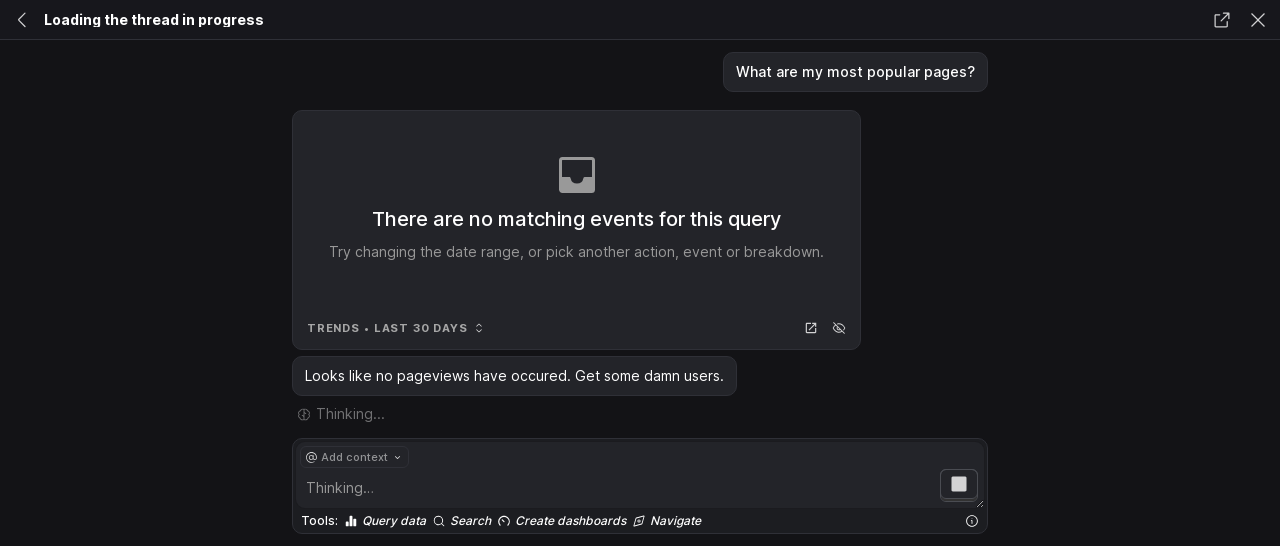 Loading the thread in progress
What are my most popular pages?
There are no matching events for this query
Try changing the date range, or pick another action, event or breakdown.
TRENDS • LAST 30 DAYS
Looks like no pageviews have occured. Get some damn users.
Thinking...
@ Add context
Thinking...
Tools: Query data Search Create dashboards Navigate